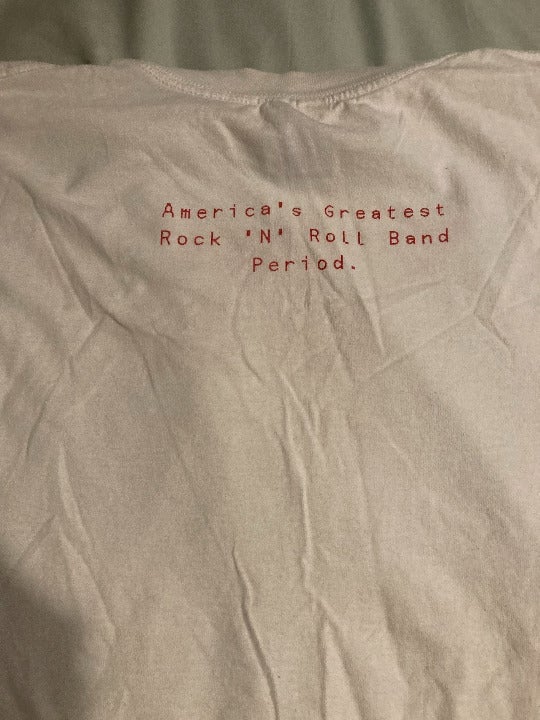 America's Greatest
Rock 'N' Roll Band
Period.